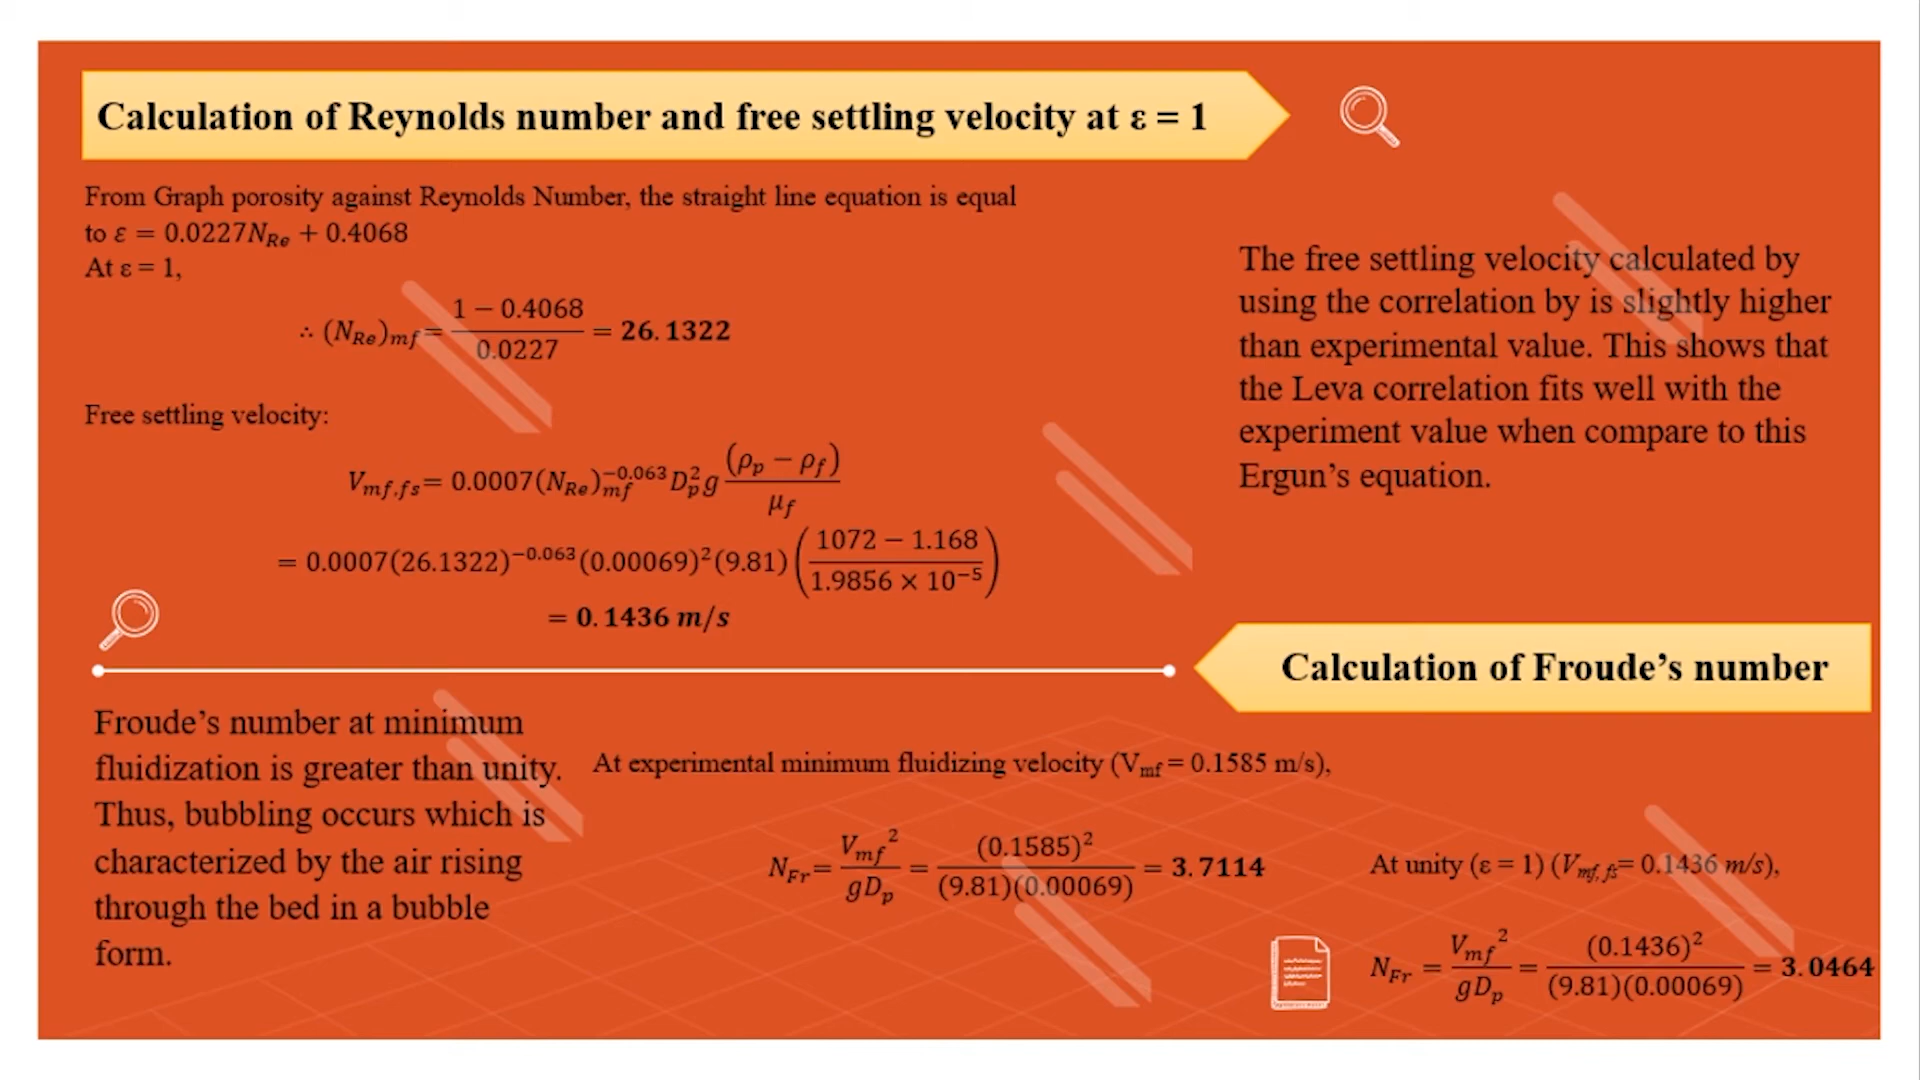 Calculation of Reynolds number and free settling velocity at ε = 1
From Graph porosity against Reynolds Number, the straight line equation is equal
to ε = 0.0227N_Re + 0.4068
At ε = 1,
∴ (N_Re)_mf = (1 − 0.4068)/0.0227 = 26.1322
Free settling velocity:
V_mf,fs = 0.0007(N_Re)_mf^−0.063 D_p^2 g (ρ_p − ρ_f)/μ_f
= 0.0007(26.1322)^−0.063 (0.00069)^2 (9.81) ((1072 − 1.168)/(1.9856 × 10^−5))
= 0.1436 m/s
The free settling velocity calculated by
using the correlation by is slightly higher
than experimental value. This shows that
the Leva correlation fits well with the
experiment value when compare to this
Ergun’s equation.
Calculation of Froude’s number
Froude’s number at minimum
fluidization is greater than unity.
Thus, bubbling occurs which is
characterized by the air rising
through the bed in a bubble
form.
At experimental minimum fluidizing velocity (V_mf = 0.1585 m/s),
N_Fr = V_mf^2/(gD_p) = (0.1585)^2/((9.81)(0.00069)) = 3.7114
At unity (ε = 1) (V_mf,fs = 0.1436 m/s),
N_Fr = V_mf^2/(gD_p) = (0.1436)^2/((9.81)(0.00069)) = 3.0464